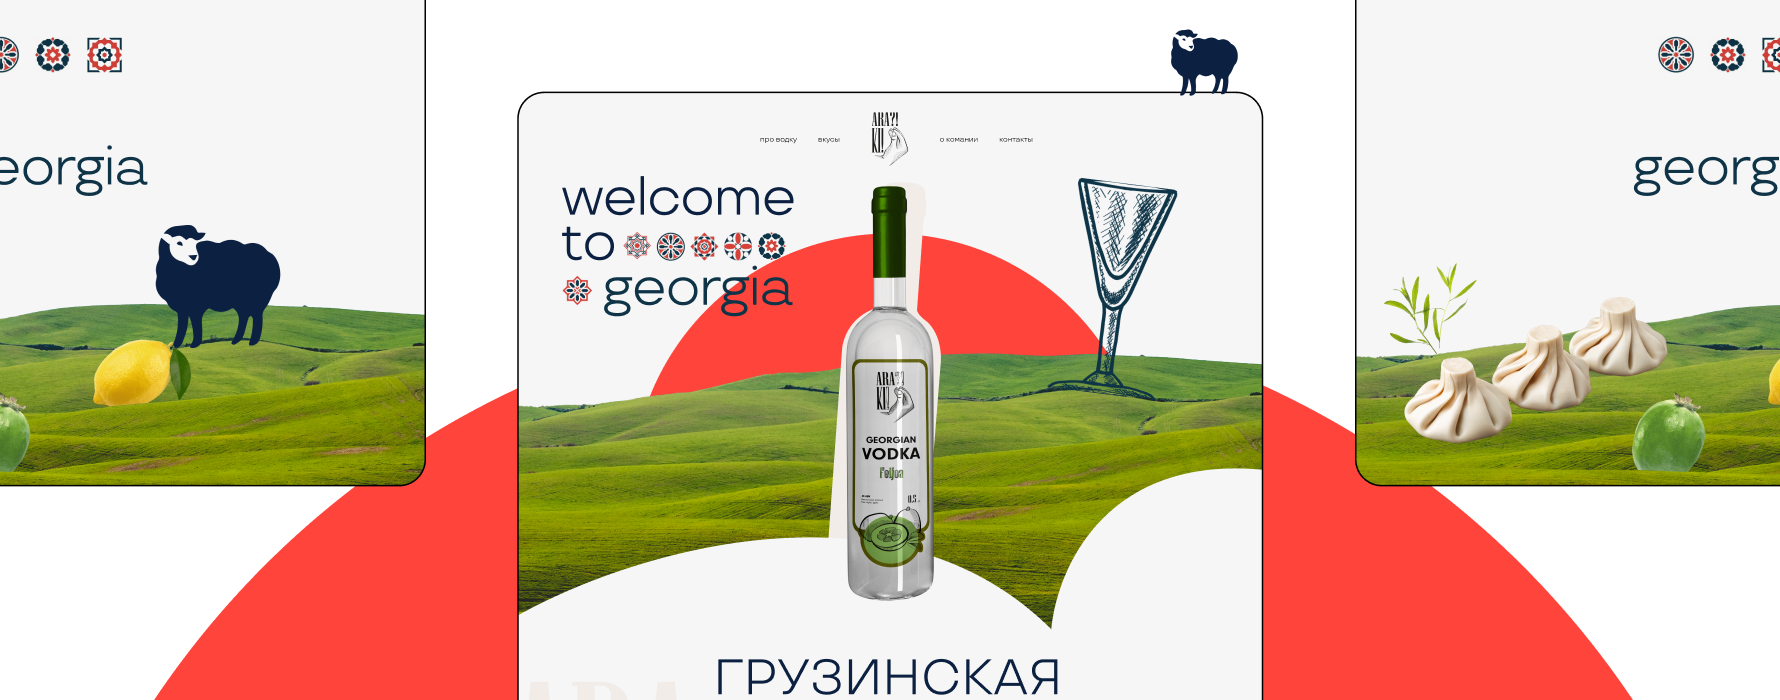 eorgia
про водку
вкусы
ARA?!
KI!
о комании
контакты
welcome
to
georgia
ARA?!
KI!
GEORGIAN
VODKA
feijoa
0,5
ГРУЗИНСКАЯ
ARA
georg